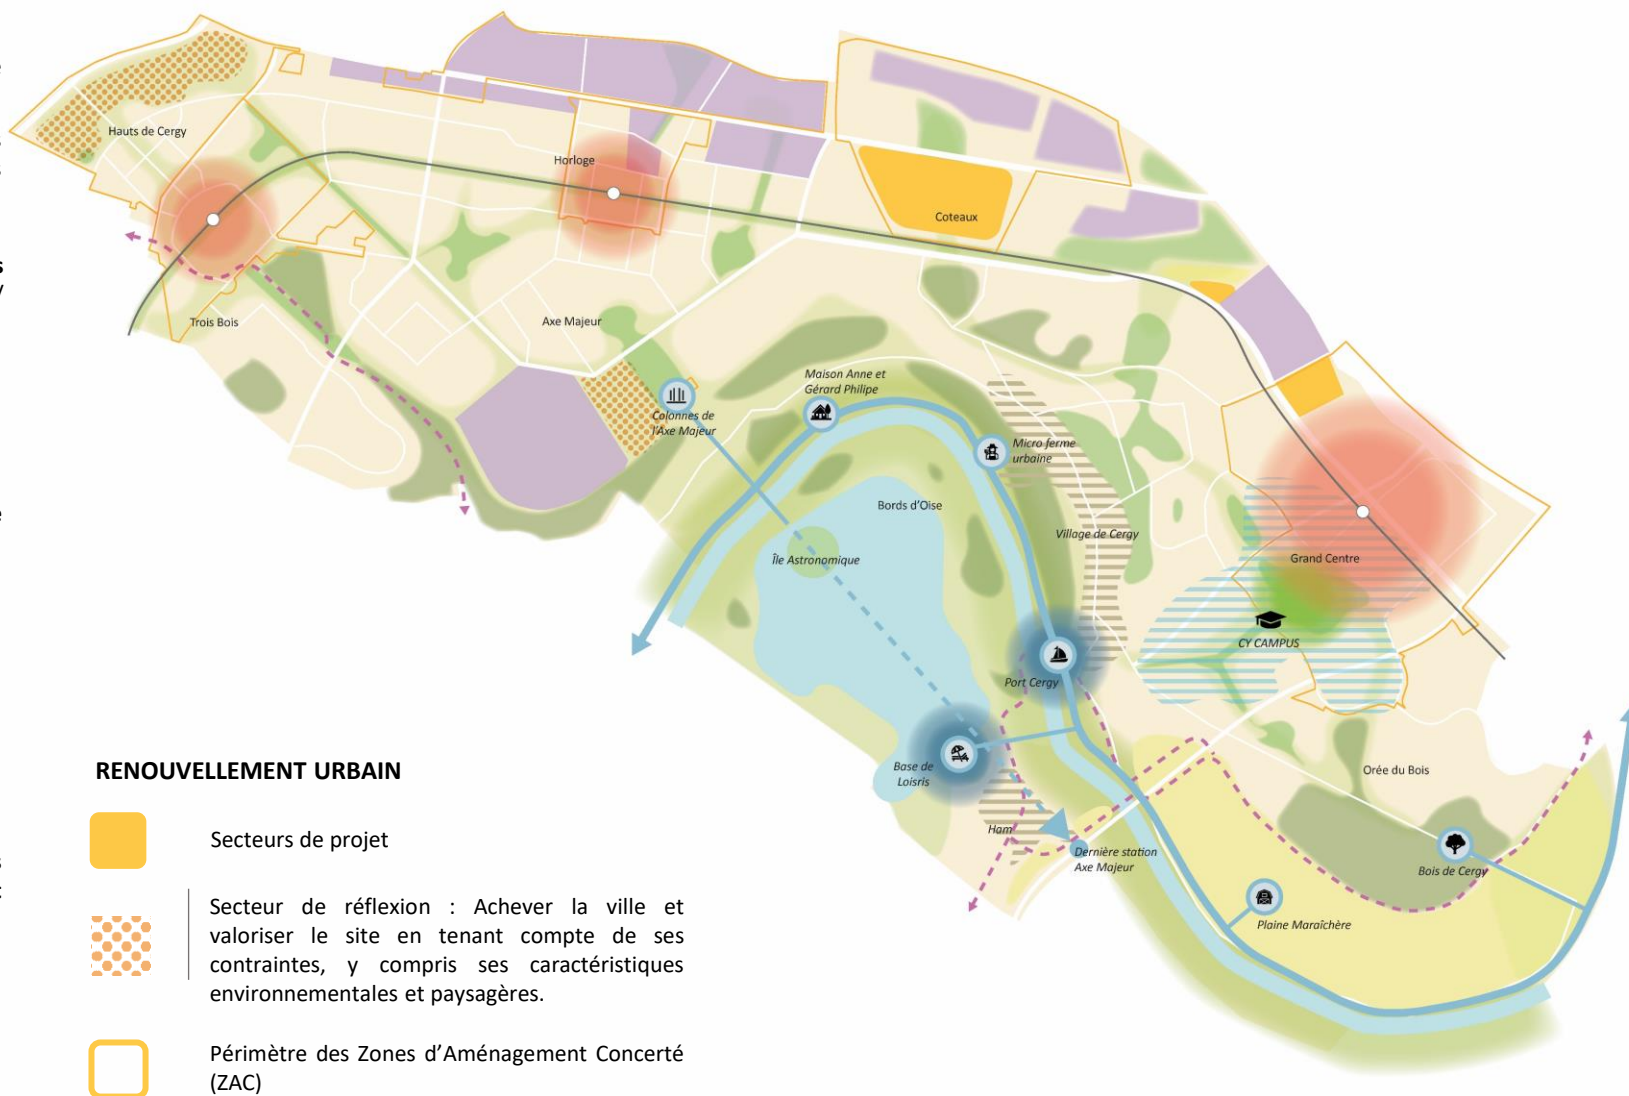 Hauts de Cergy
Horloge
Coteaux
Trois Bois
Axe Majeur
Maison Anne et
Gérard Philipe
Colonnes de
l'Axe Majeur
Micro ferme
urbaine
Bords d'Oise
Village de Cergy
Île Astronomique
Grand Centre
CY CAMPUS
Port Cergy
Base de
Loisris
Orée du Bois
Ham
Dernière station
Axe Majeur
Bois de Cergy
Plaine Maraîchère
RENOUVELLEMENT URBAIN
Secteurs de projet
Secteur de réflexion : Achever la ville et
valoriser le site en tenant compte de ses
contraintes, y compris ses caractéristiques
environnementales et paysagères.
Périmètre des Zones d'Aménagement Concerté
(ZAC)